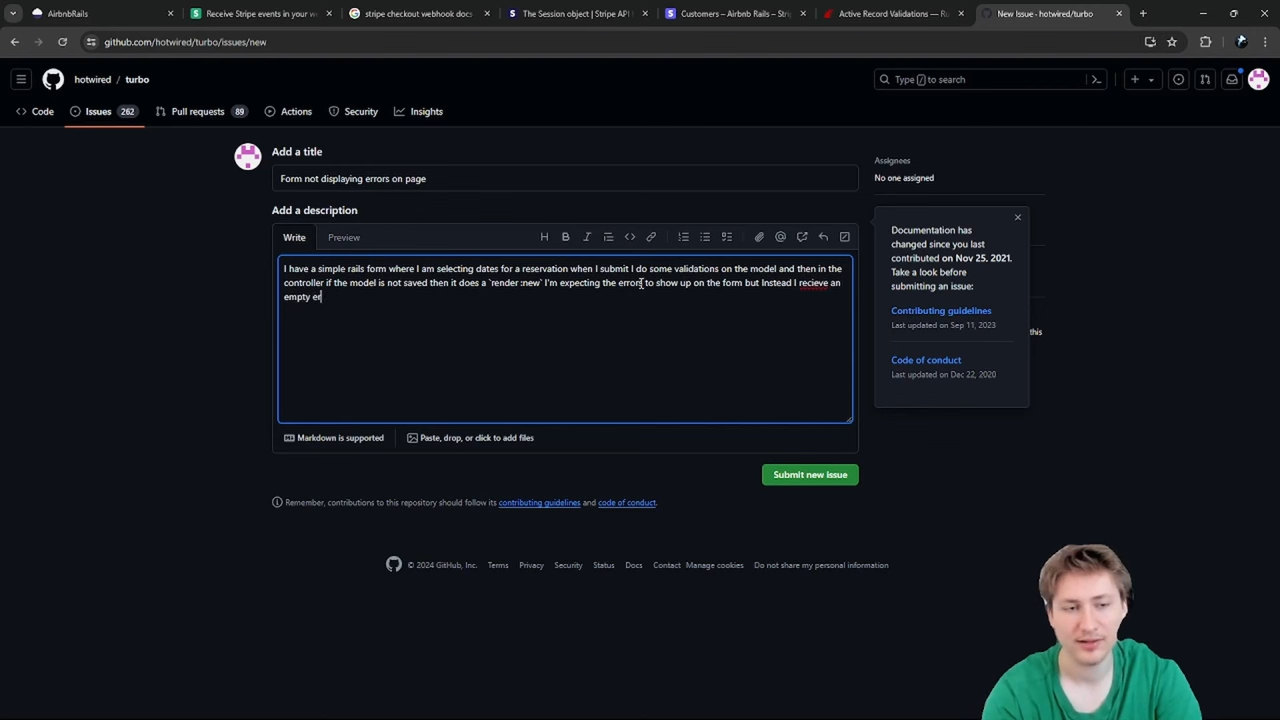 AirbnbRails
Receive Stripe events in your w
stripe checkout webhook docs
The Session object | Stripe API
Customers – Airbnb Rails – Stri
Active Record Validations — Ru
New Issue · hotwired/turbo
github.com/hotwired/turbo/issues/new
hotwired / turbo
Type / to search
Code
Issues 262
Pull requests 89
Actions
Security
Insights
Add a title
Form not displaying errors on page
Assignees
No one assigned
Add a description
Write
Preview
I have a simple rails form where I am selecting dates for a reservation when I submit I do some validations on the model and then in the
controller if the model is not saved then it does a `render :new` I'm expecting the errors to show up on the form but Instead I recieve an
empty er
Documentation has
changed since you last
contributed on Nov 25, 2021.
Take a look before
submitting an issue:
Contributing guidelines
Last updated on Sep 11, 2023
Code of conduct
Last updated on Dec 22, 2020
this
Markdown is supported
Paste, drop, or click to add files
Submit new issue
Remember, contributions to this repository should follow its contributing guidelines and code of conduct.
© 2024 GitHub, Inc. Terms Privacy Security Status Docs Contact Manage cookies Do not share my personal information